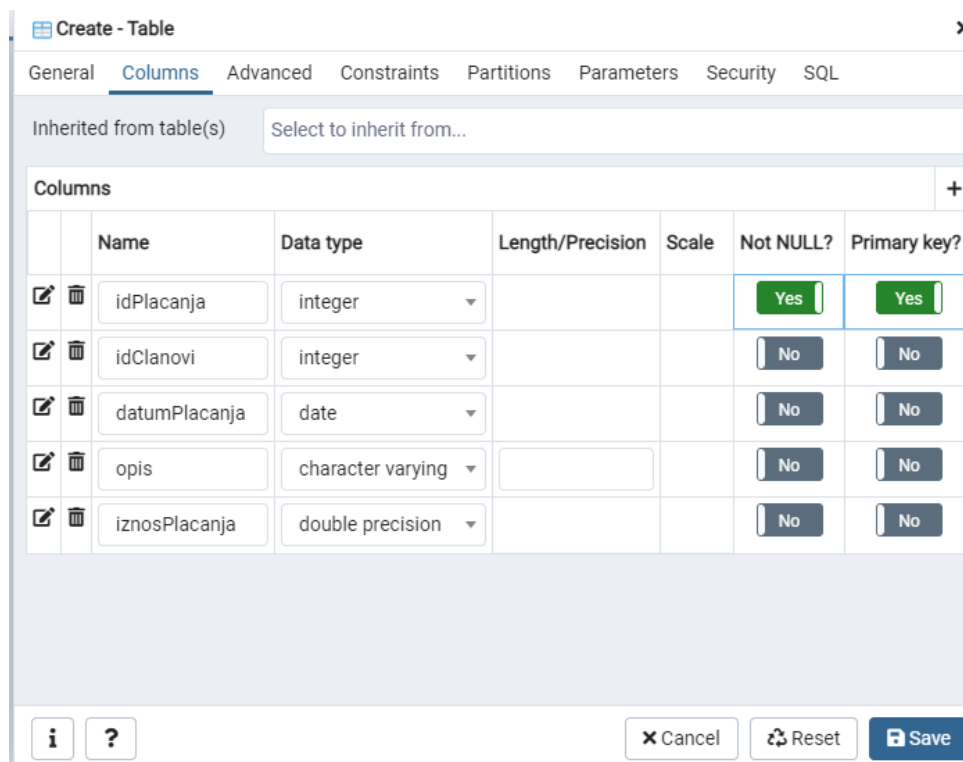 Create - Table ×
General Columns Advanced Constraints Partitions Parameters Security SQL
Inherited from table(s) Select to inherit from...
Columns +
Name Data type Length/Precision Scale Not NULL? Primary key?
idPlacanja integer Yes Yes
idClanovi integer No No
datumPlacanja date No No
opis character varying No No
iznosPlacanja double precision No No
i ? × Cancel Reset Save